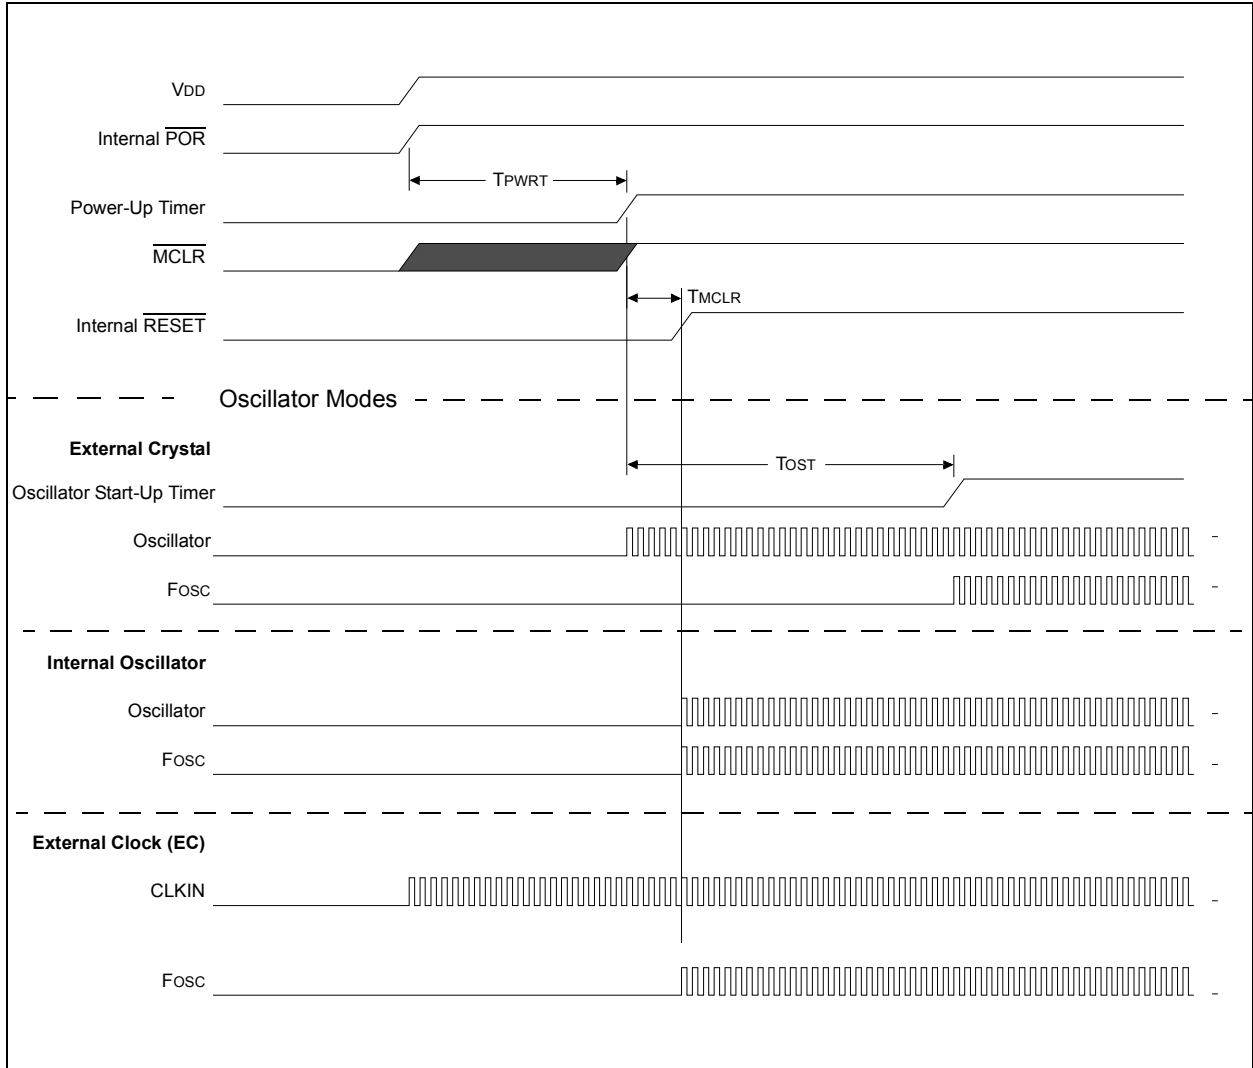 VDD
Internal POR
TPWRT
Power-Up Timer
MCLR
TMCLR
Internal RESET
Oscillator Modes
External Crystal
TOST
Oscillator Start-Up Timer
Oscillator
FOSC
Internal Oscillator
Oscillator
FOSC
External Clock (EC)
CLKIN
FOSC